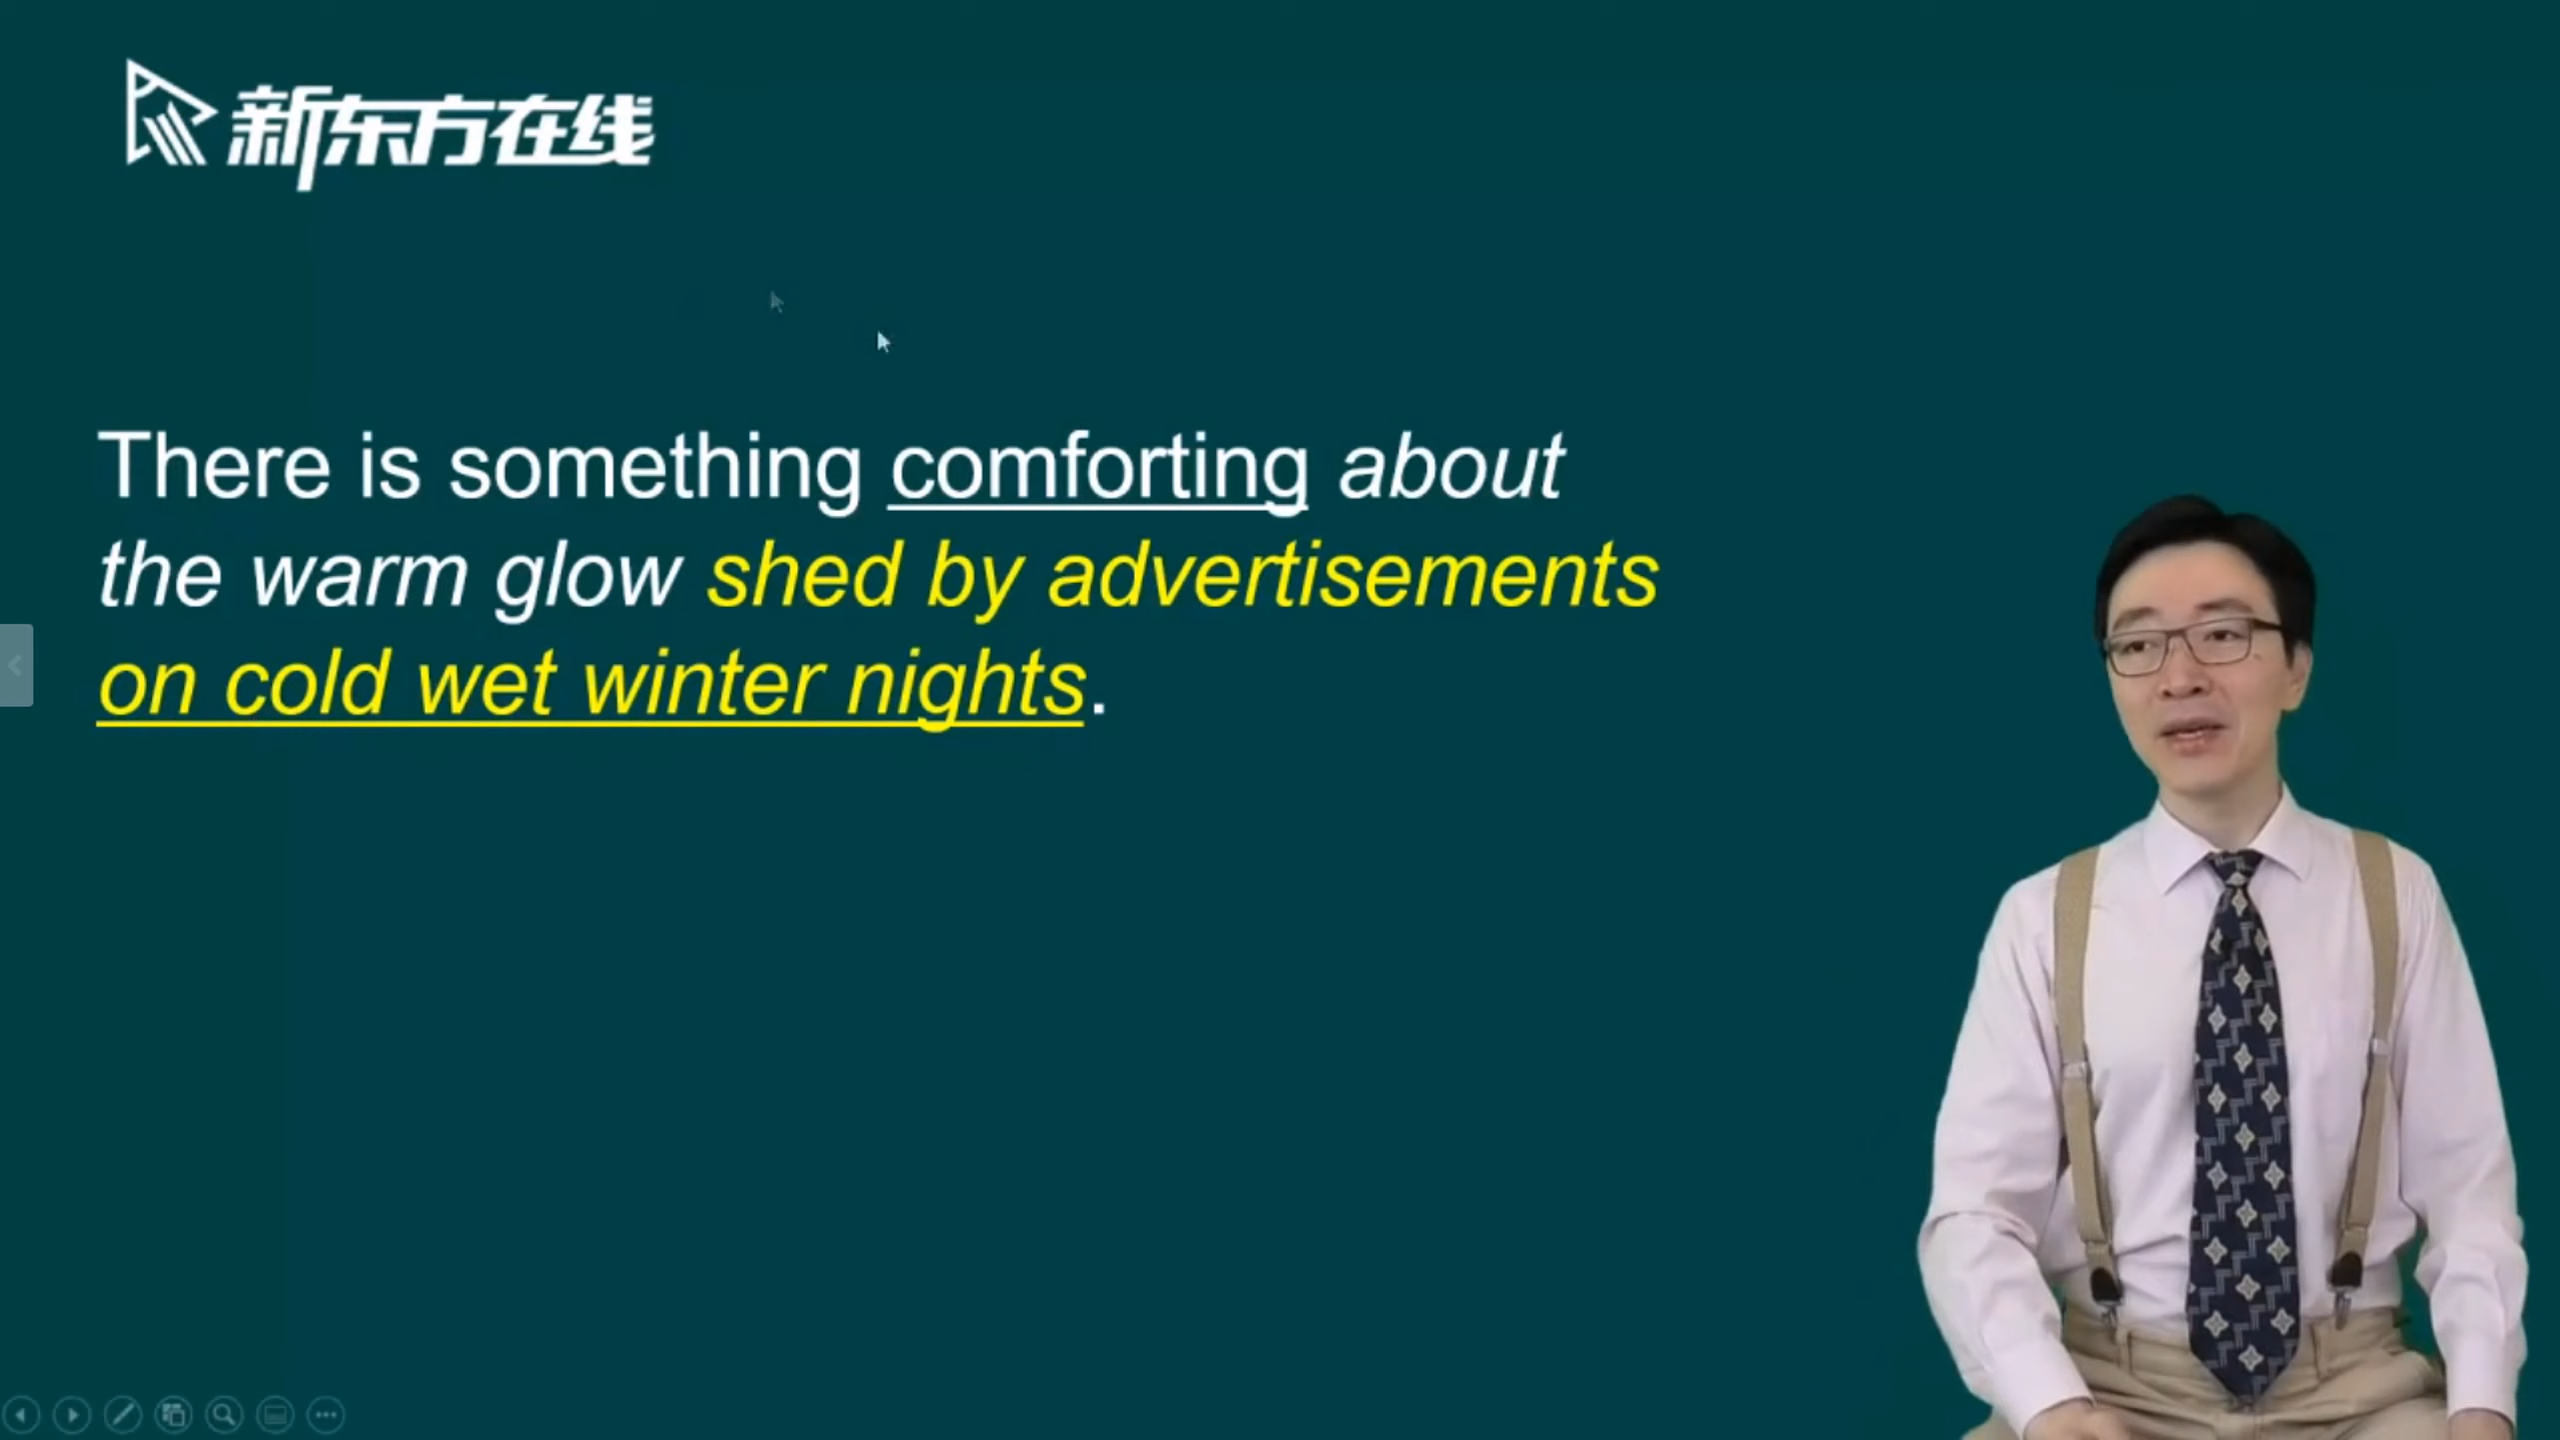 新东方在线
There is something comforting about
the warm glow shed by advertisements
on cold wet winter nights.